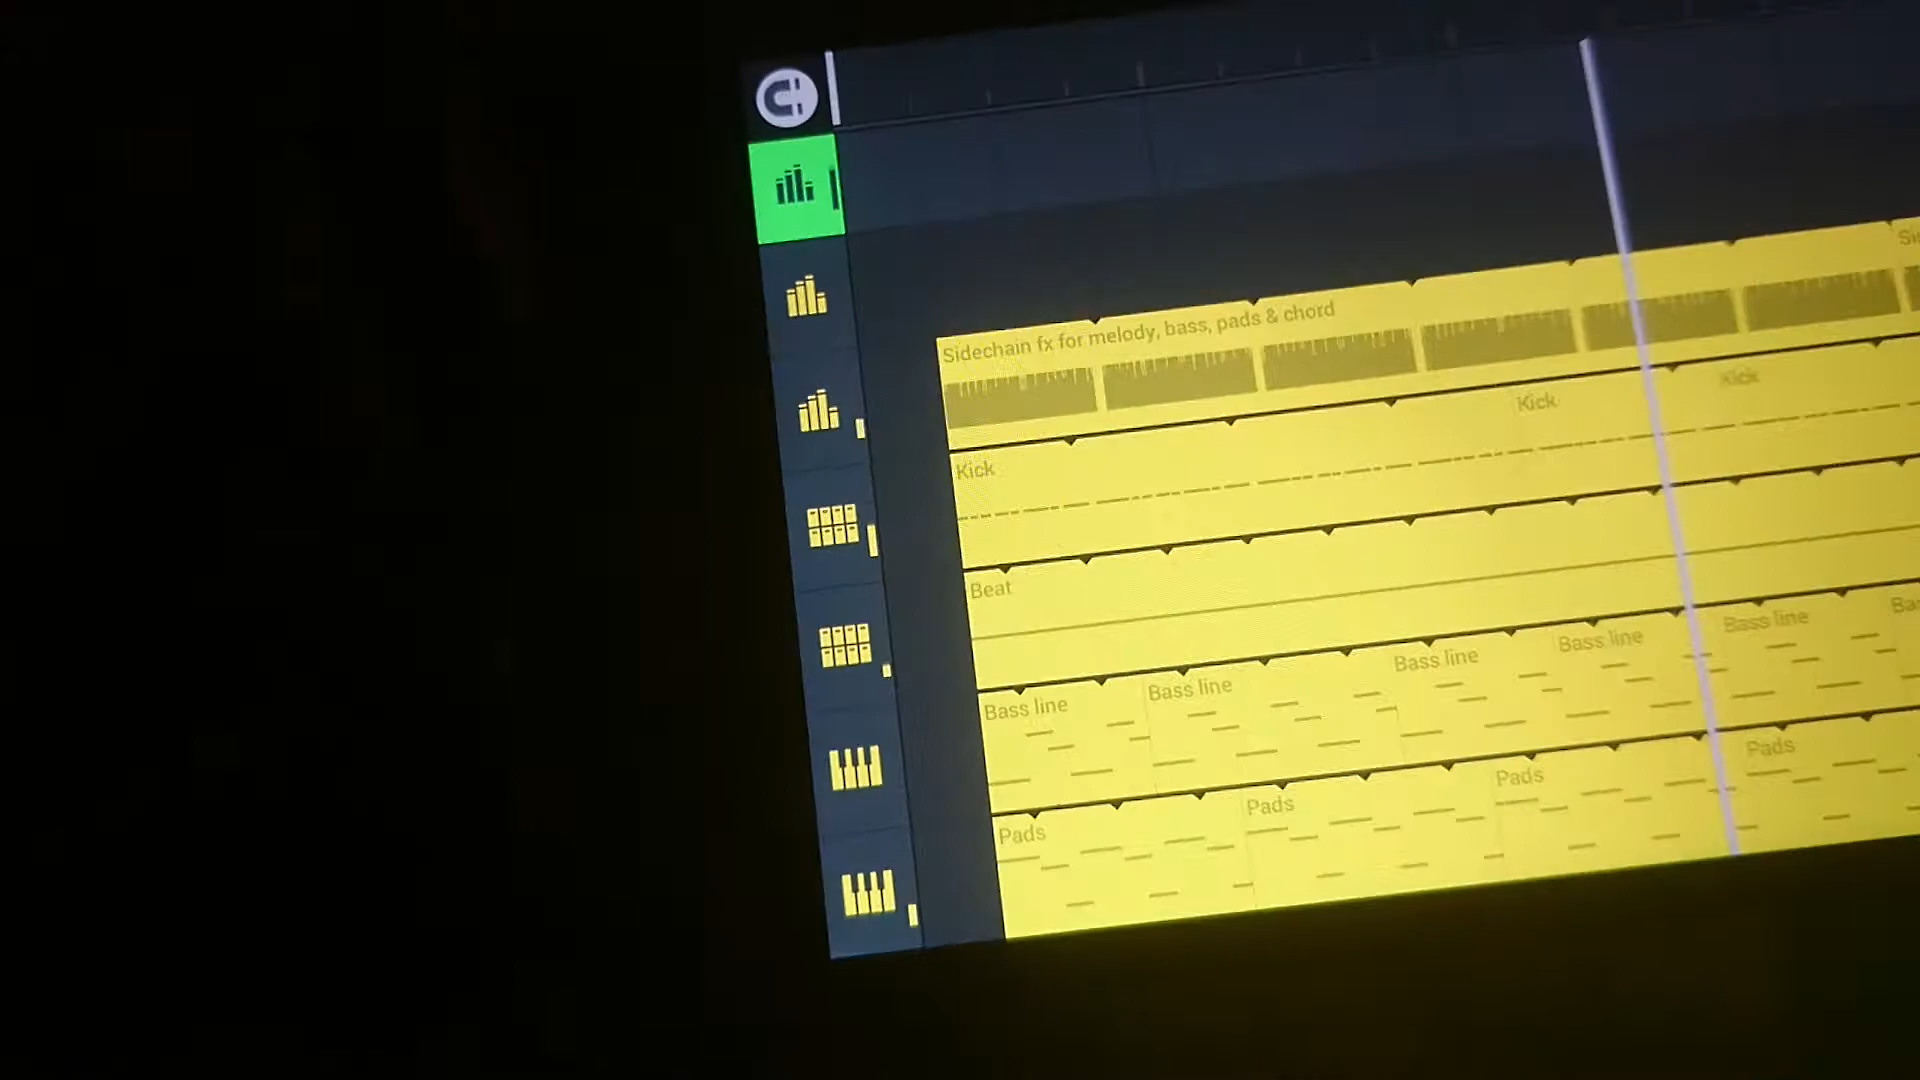 Sidechain fx for melody, bass, pads & chord
Kick
Kick
Kick
Beat
Bass line
Bass line
Bass line
Bass line
Bass line
Pads
Pads
Pads
Pads